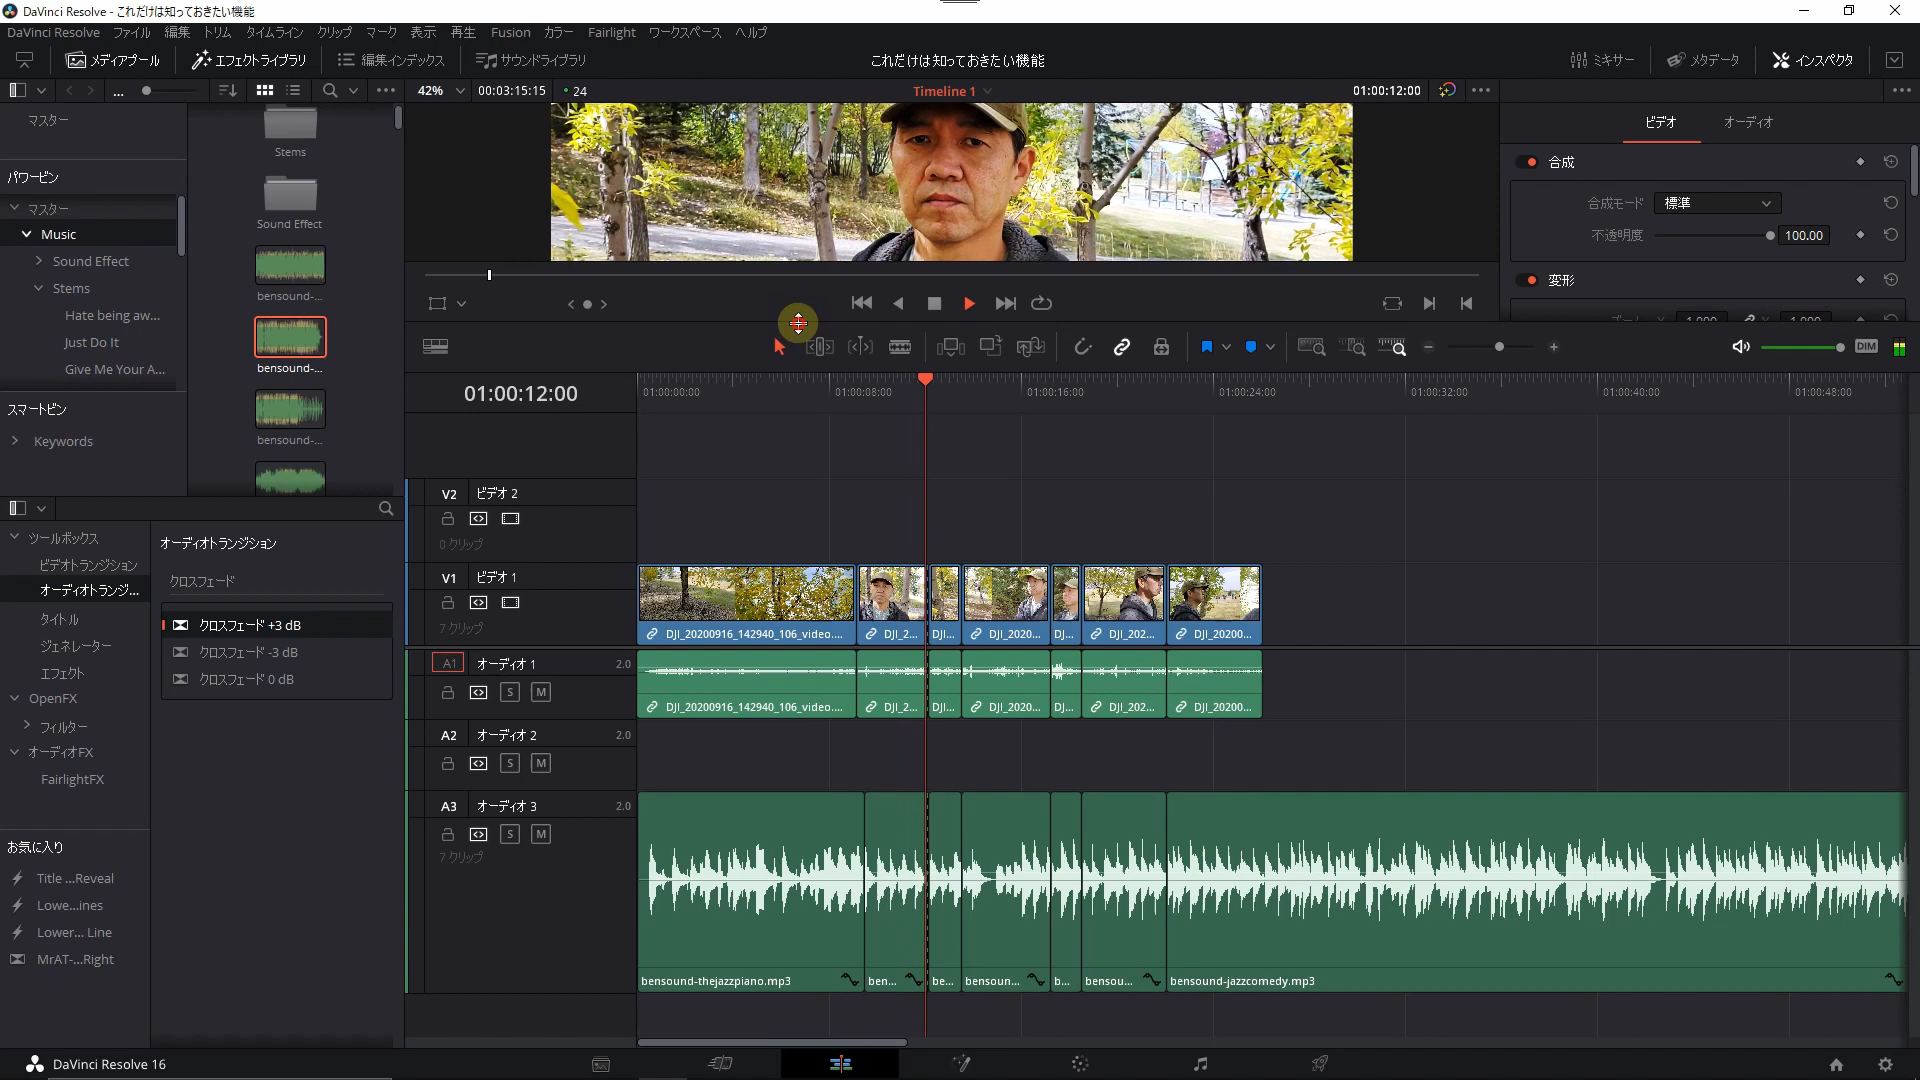 DaVinci Resolve - これだけは知っておきたい機能
DaVinci Resolve ファイル 編集 トリム タイムライン クリップ マーク 表示 再生 Fusion カラー Fairlight ワークスペース ヘルプ
メディアプール エフェクトライブラリ 編集インデックス サウンドライブラリ これだけは知っておきたい機能 ミキサー メタデータ インスペクタ
42% 00:03:15:15 24 Timeline 1 01:00:12:00
マスター
パワービン
マスター
Music
Sound Effect
Stems
Hate being aw...
Just Do It
Give Me Your A...
スマートビン
Keywords
Stems
Sound Effect
bensound-...
bensound-...
bensound-...
ビデオ オーディオ
合成
合成モード 標準
不透明度 100.00
変形
DIM
ツールボックス
ビデオトランジション
オーディオトランジ...
タイトル
ジェネレーター
エフェクト
OpenFX
フィルター
オーディオFX
FairlightFX
お気に入り
Title ...Reveal
Lowe...ines
Lower... Line
MrAT-...Right
オーディオトランジション
クロスフェード
クロスフェード +3 dB
クロスフェード -3 dB
クロスフェード 0 dB
01:00:12:00
01:00:00:00 01:00:08:00 01:00:16:00 01:00:24:00 01:00:32:00 01:00:40:00 01:00:48:00
V2 ビデオ 2
0 クリップ
V1 ビデオ 1
7 クリップ
DJI_20200916_142940_106_video.... DJI_2... DJI... DJI_2020... DJ... DJI_202... DJI_20200...
A1 オーディオ 1 2.0
S M
DJI_20200916_142940_106_video.... DJI_2... DJI... DJI_2020... DJ... DJI_202... DJI_20200...
A2 オーディオ 2 2.0
S M
A3 オーディオ 3 2.0
S M
7 クリップ
bensound-thejazzpiano.mp3 ben... be... bensoun... b... bensou... bensound-jazzcomedy.mp3
DaVinci Resolve 16